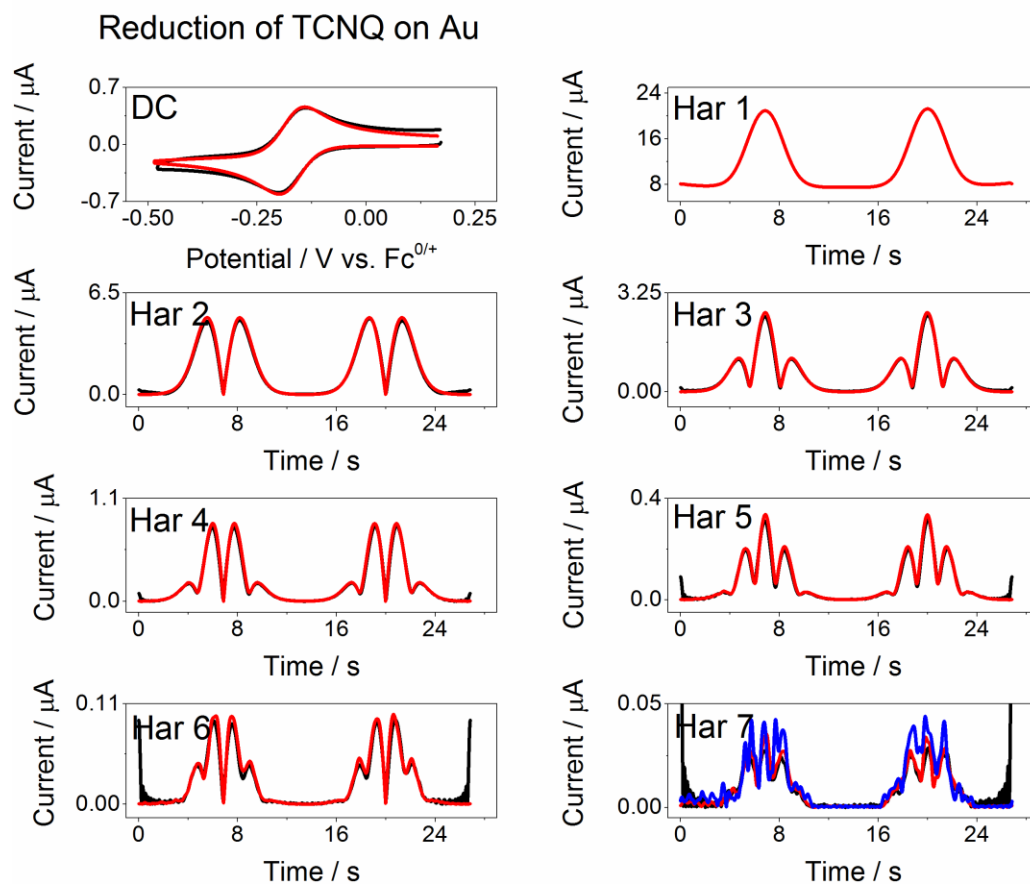 Reduction of TCNQ on Au
Current / μA
0.7
0.0
-0.7
DC
-0.50
-0.25
0.00
0.25
Potential / V vs. Fc0/+
Current / μA
24
16
8
Har 1
0
8
16
24
Time / s
Current / μA
6.5
0.0
Har 2
0
8
16
24
Time / s
Current / μA
3.25
0.00
Har 3
0
8
16
24
Time / s
Current / μA
1.1
0.0
Har 4
0
8
16
24
Time / s
Current / μA
0.4
0.0
Har 5
0
8
16
24
Time / s
Current / μA
0.11
0.00
Har 6
0
8
16
24
Time / s
Current / μA
0.05
0.00
Har 7
0
8
16
24
Time / s